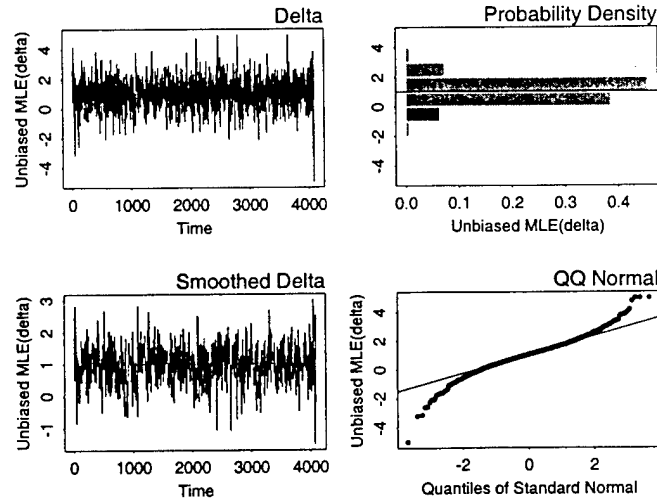 Delta
Unbiased MLE(delta)
4
2
0
-2
-4
0 1000 2000 3000 4000
Time
Probability Density
Unbiased MLE(delta)
4
2
0
-2
-4
0.0 0.1 0.2 0.3 0.4
Unbiased MLE(delta)
Smoothed Delta
Unbiased MLE(delta)
3
2
1
0
-1
0 1000 2000 3000 4000
Time
QQ Normal
Unbiased MLE(delta)
4
2
0
-2
-4
-2 0 2
Quantiles of Standard Normal